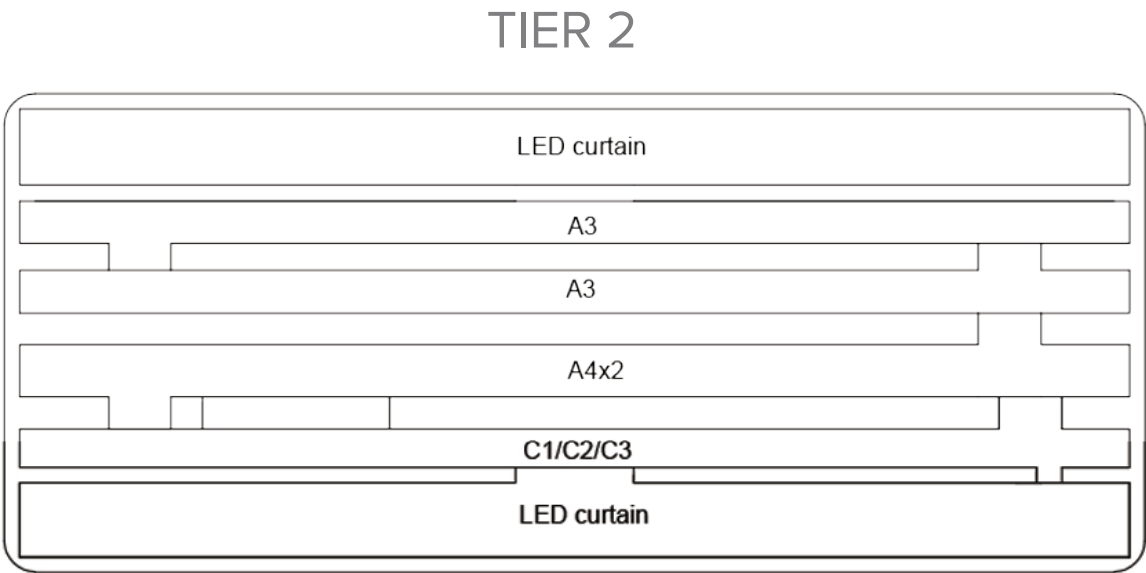 TIER 2
LED curtain
A3
A3
A4x2
C1/C2/C3
LED curtain